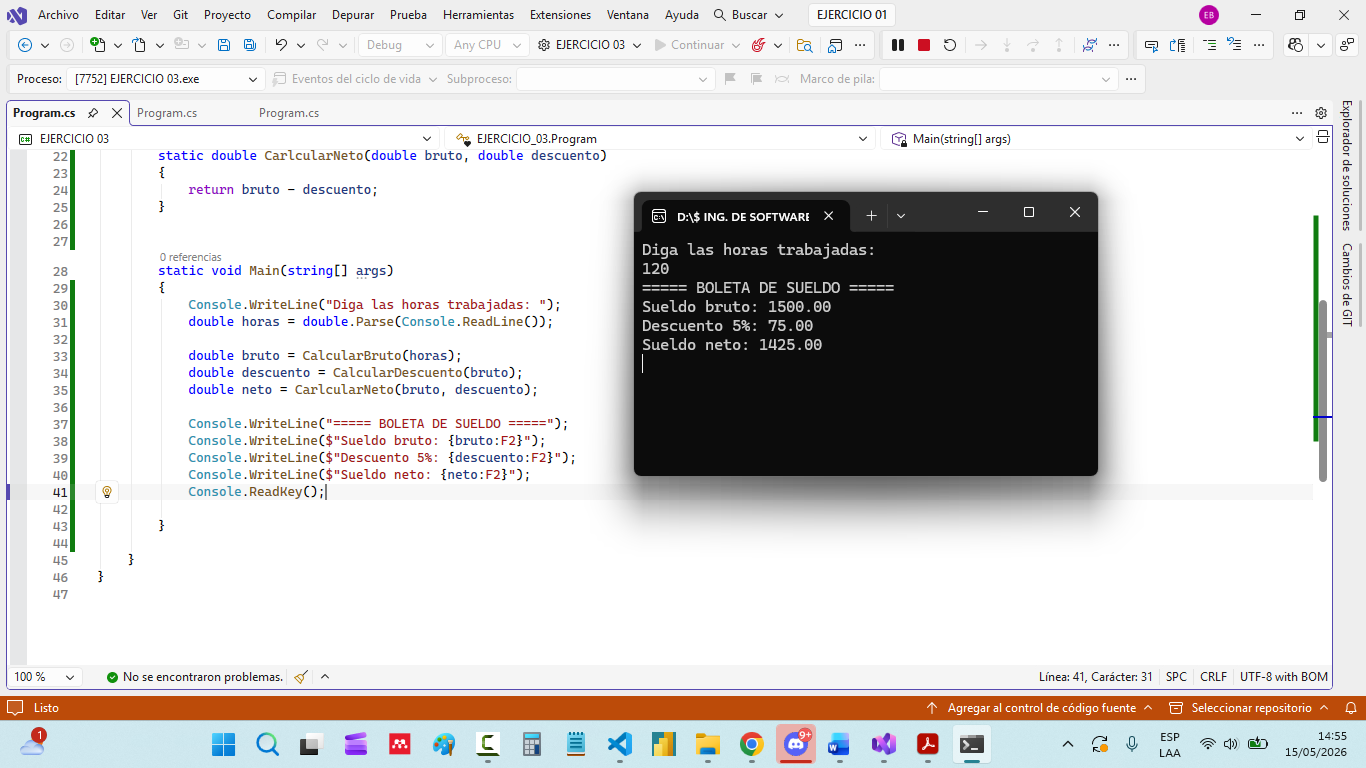 Archivo Editar Ver Git Proyecto Compilar Depurar Prueba Herramientas Extensiones Ventana Ayuda Buscar EJERCICIO 01 EB
Debug Any CPU EJERCICIO 03 Continuar
Proceso: [7752] EJERCICIO 03.exe Eventos del ciclo de vida Subproceso: Marco de pila:
Program.cs Program.cs Program.cs
EJERCICIO 03 EJERCICIO_03.Program Main(string[] args)
22 static double CarlcularNeto(double bruto, double descuento)
23 {
24 return bruto - descuento;
25 }
26
27
0 referencias
28 static void Main(string[] args)
29 {
30 Console.WriteLine("Diga las horas trabajadas: ");
31 double horas = double.Parse(Console.ReadLine());
32
33 double bruto = CalcularBruto(horas);
34 double descuento = CalcularDescuento(bruto);
35 double neto = CarlcularNeto(bruto, descuento);
36
37 Console.WriteLine("===== BOLETA DE SUELDO =====");
38 Console.WriteLine($"Sueldo bruto: {bruto:F2}");
39 Console.WriteLine($"Descuento 5%: {descuento:F2}");
40 Console.WriteLine($"Sueldo neto: {neto:F2}");
41 Console.ReadKey();
42
43 }
44
45 }
46 }
47
D:\$ ING. DE SOFTWARE
Diga las horas trabajadas:
120
===== BOLETA DE SUELDO =====
Sueldo bruto: 1500.00
Descuento 5%: 75.00
Sueldo neto: 1425.00
Explorador de soluciones
Cambios de GIT
100 % No se encontraron problemas. Línea: 41, Carácter: 31 SPC CRLF UTF-8 with BOM
Listo Agregar al control de código fuente Seleccionar repositorio
1 9+ ESP 14:55
LAA 15/05/2026